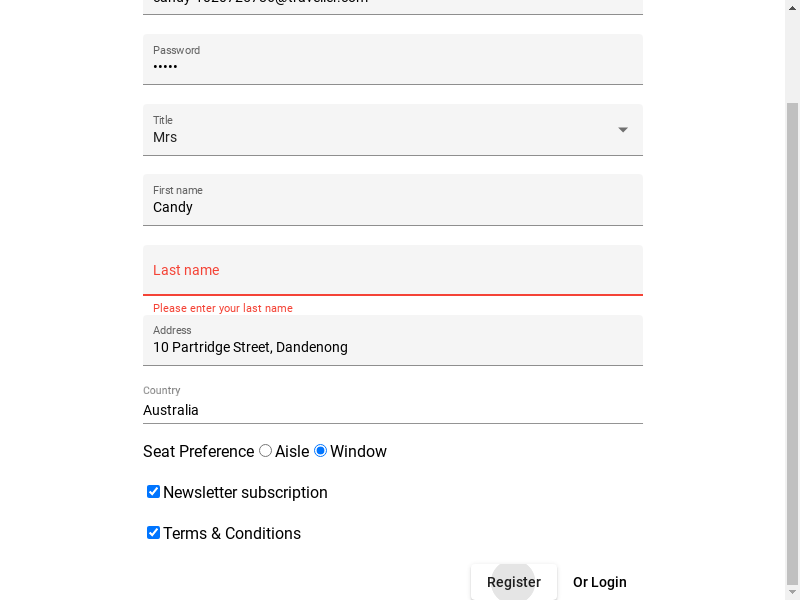 Password
•••••
Title
Mrs
First name
Candy
Last name
Please enter your last name
Address
10 Partridge Street, Dandenong
Country
Australia
Seat Preference Aisle Window
Newsletter subscription
Terms & Conditions
Register Or Login